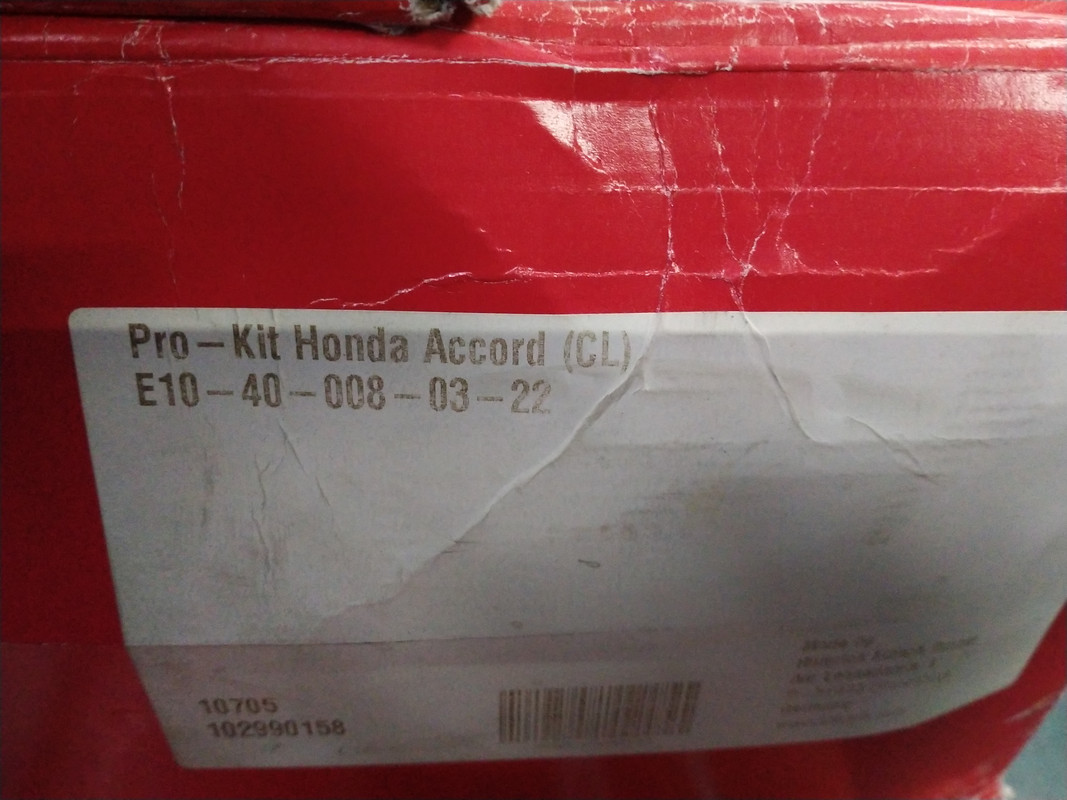 Pro-Kit Honda Accord (CL)
E10-40-008-03-22
10705
102990158
Made by